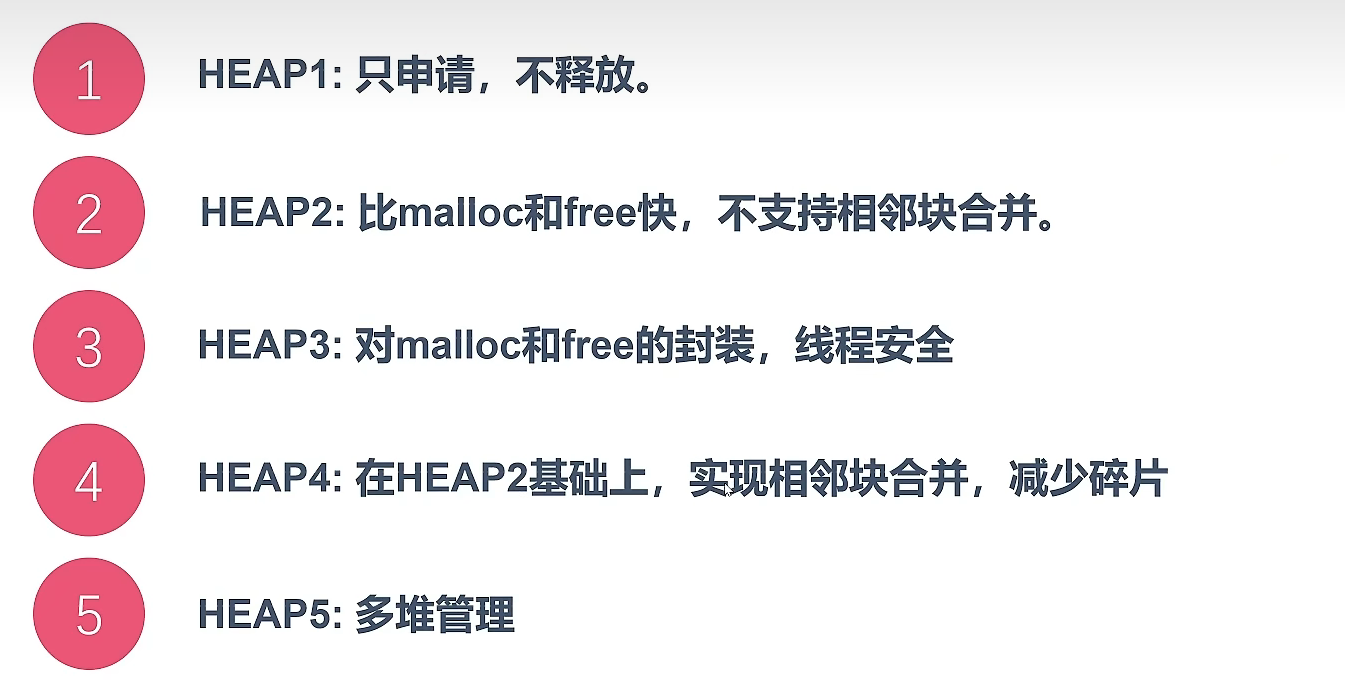 1
HEAP1: 只申请，不释放。
2
HEAP2: 比malloc和free快，不支持相邻块合并。
3
HEAP3: 对malloc和free的封装，线程安全
4
HEAP4: 在HEAP2基础上，实现相邻块合并，减少碎片
5
HEAP5: 多堆管理